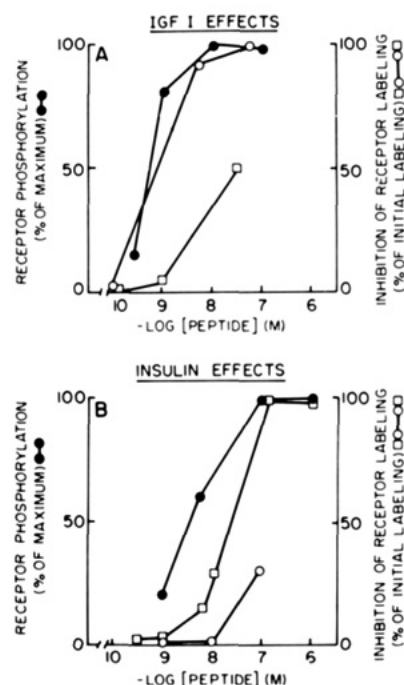 IGF I EFFECTS
A
RECEPTOR PHOSPHORYLATION
(% OF MAXIMUM)
100
50
0
100
50
0
INHIBITION OF RECEPTOR LABELING
(% OF INITIAL LABELING)
10 9 8 7 6
-LOG [PEPTIDE] (M)
INSULIN EFFECTS
B
RECEPTOR PHOSPHORYLATION
(% OF MAXIMUM)
100
50
0
100
50
0
INHIBITION OF RECEPTOR LABELING
(% OF INITIAL LABELING)
10 9 8 7 6
-LOG [PEPTIDE] (M)